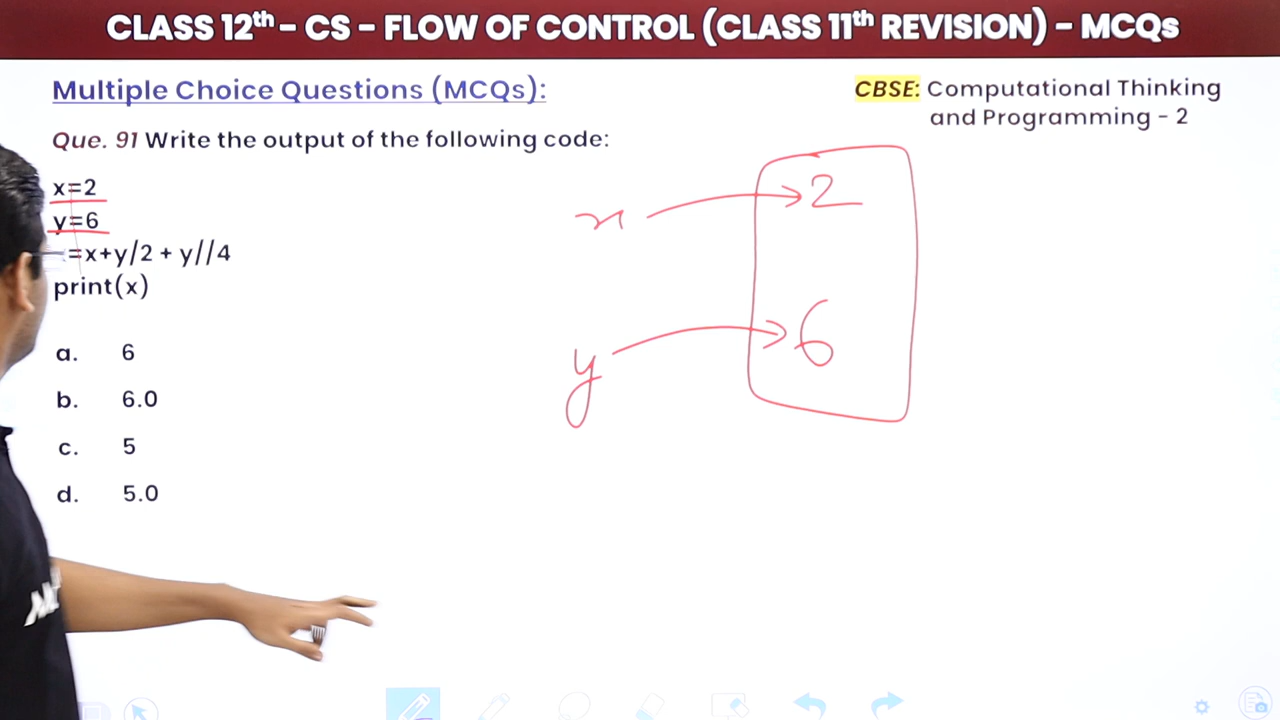 CLASS 12th - CS - FLOW OF CONTROL (CLASS 11th REVISION) - MCQs
Multiple Choice Questions (MCQs):
CBSE: Computational Thinking
and Programming - 2
Que. 91 Write the output of the following code:
x=2
y=6
=x+y/2 + y//4
print(x)
a. 6
b. 6.0
c. 5
d. 5.0
x 2
y 6